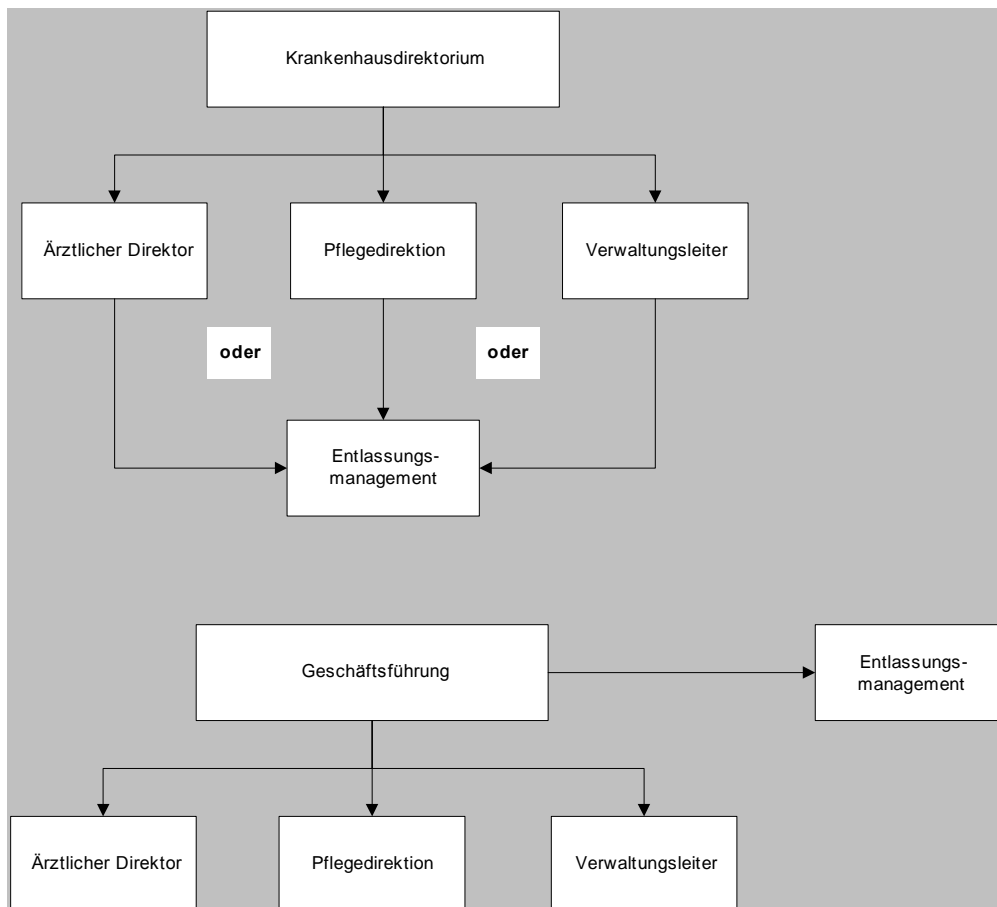 Krankenhausdirektorium
Ärztlicher Direktor
Pflegedirektion
Verwaltungsleiter
oder
oder
Entlassungs-
management
Geschäftsführung
Entlassungs-
management
Ärztlicher Direktor
Pflegedirektion
Verwaltungsleiter